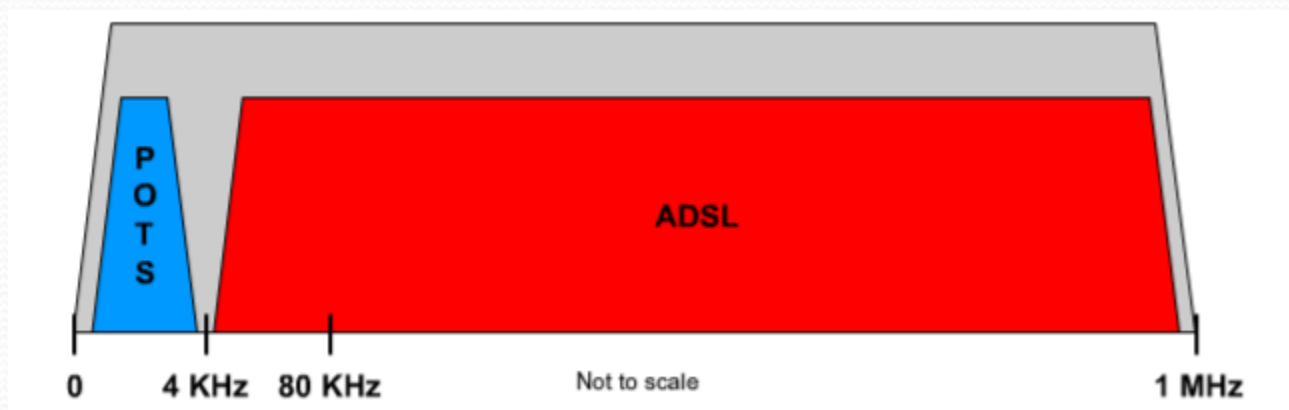 P
O
T
S
ADSL
0
4 KHz
80 KHz
Not to scale
1 MHz